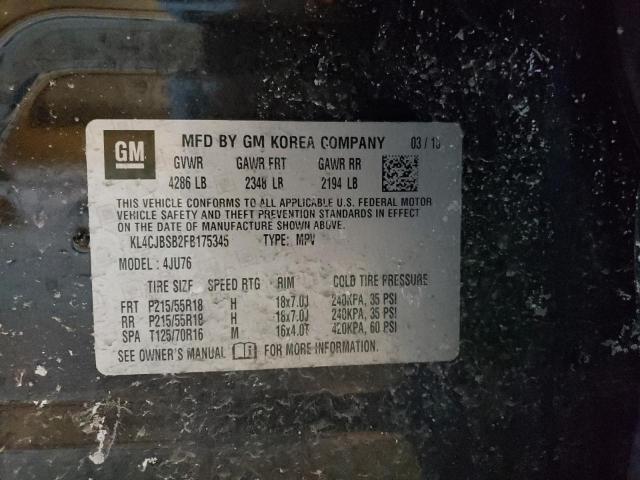 GM MFD BY GM KOREA COMPANY
GVWR GAWR FRT GAWR RR
4286 LB 2348 LB 2194 LB
THIS VEHICLE CONFORMS TO ALL APPLICABLE U.S. FEDERAL MOTOR
VEHICLE SAFETY AND THEFT PREVENTION STANDARDS IN EFFECT
ON THE DATE OF MANUFACTURE SHOWN ABOVE.
KL4CJBSB2FB175345 TYPE: MPV
MODEL: 4JU76
TIRE SIZE SPEED RTG RIM COLD TIRE PRESSURE
FRT P215/55R18 H 18x7.0J 240KPA, 35 PSI
RR P215/55R18 H 18x7.0J 240KPA, 35 PSI
SPA T125/70R16 M 16x4.0T 420KPA, 60 PSI
SEE OWNER'S MANUAL FOR MORE INFORMATION.